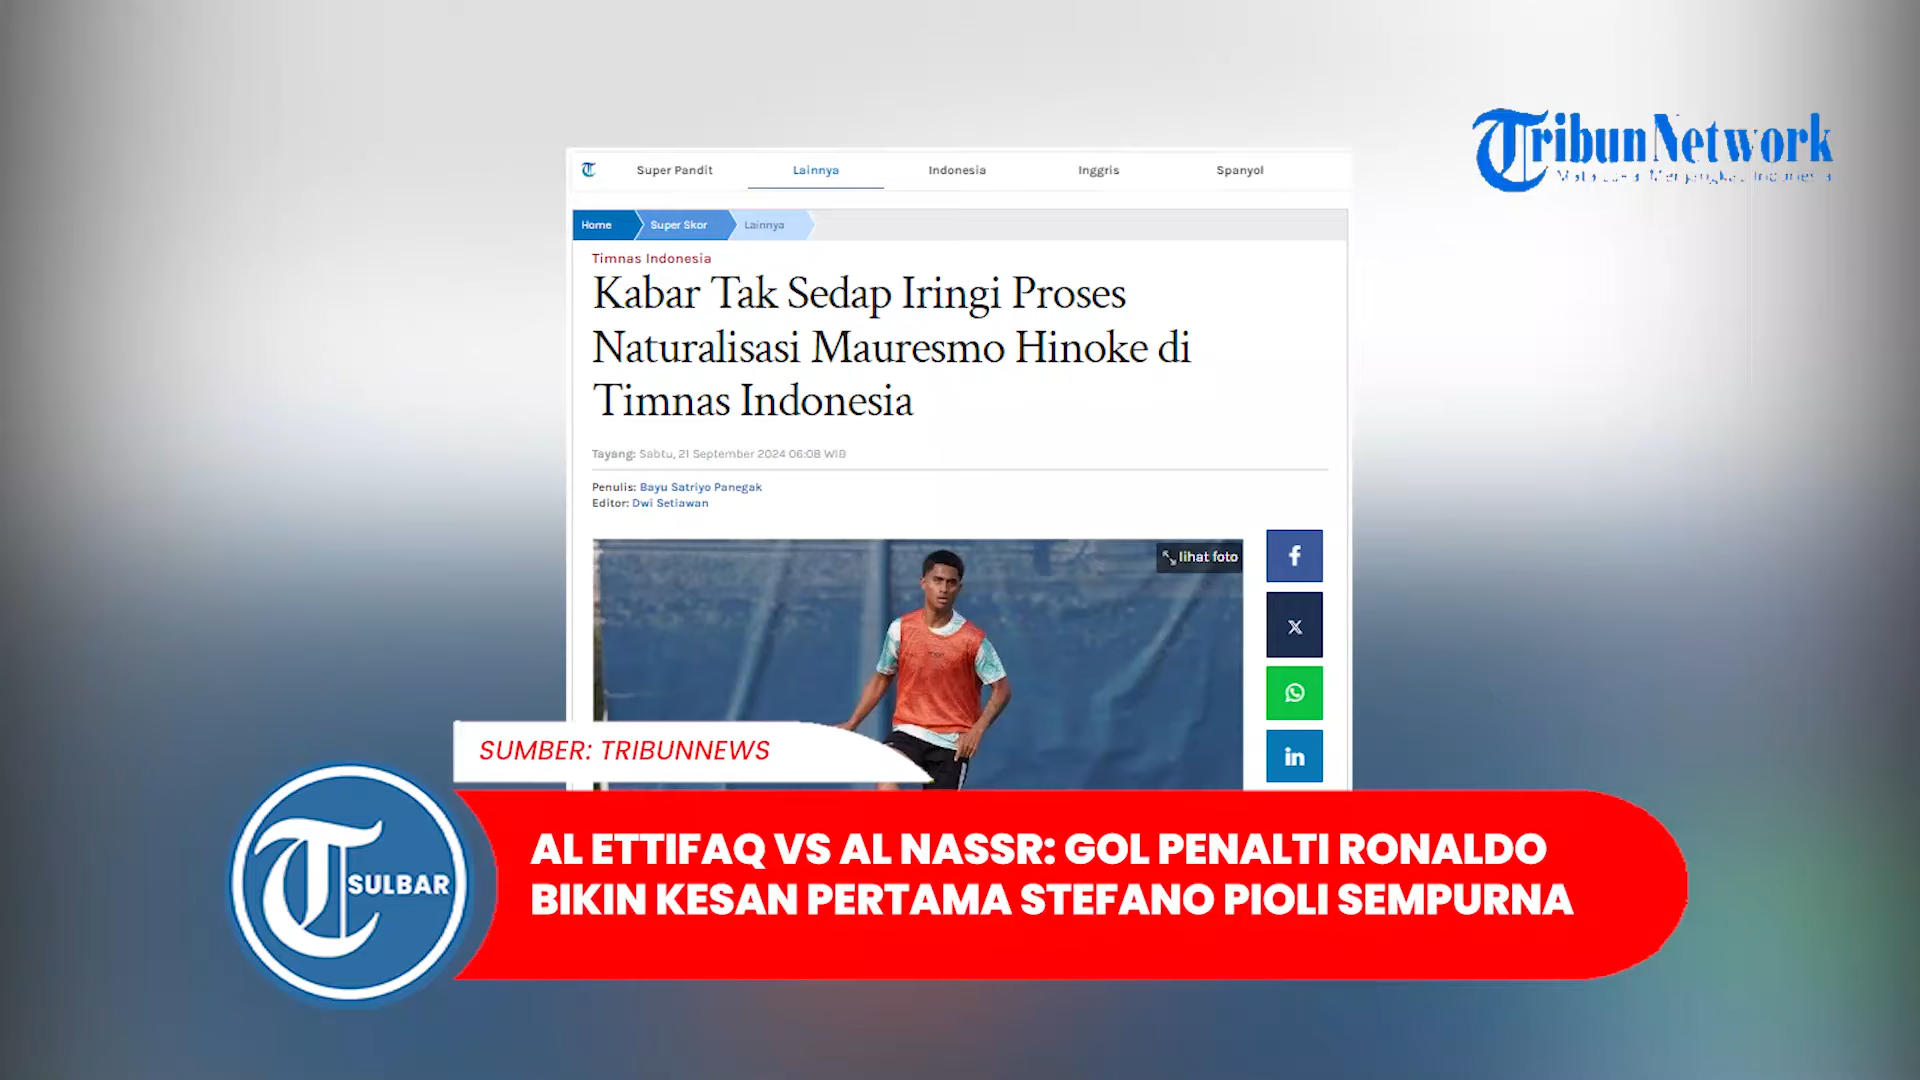 Tribun Network
Super Pandit
Lainnya
Indonesia
Inggris
Spanyol
Home
Super Skor
Lainnya
Timnas Indonesia
Kabar Tak Sedap Iringi Proses
Naturalisasi Mauresmo Hinoke di
Timnas Indonesia
Tayang: Sabtu, 21 September 2024 06:08 WIB
Penulis: Bayu Satriyo Panegak
Editor: Dwi Setiawan
lihat foto
SUMBER: TRIBUNNEWS
SULBAR
AL ETTIFAQ VS AL NASSR: GOL PENALTI RONALDO
BIKIN KESAN PERTAMA STEFANO PIOLI SEMPURNA